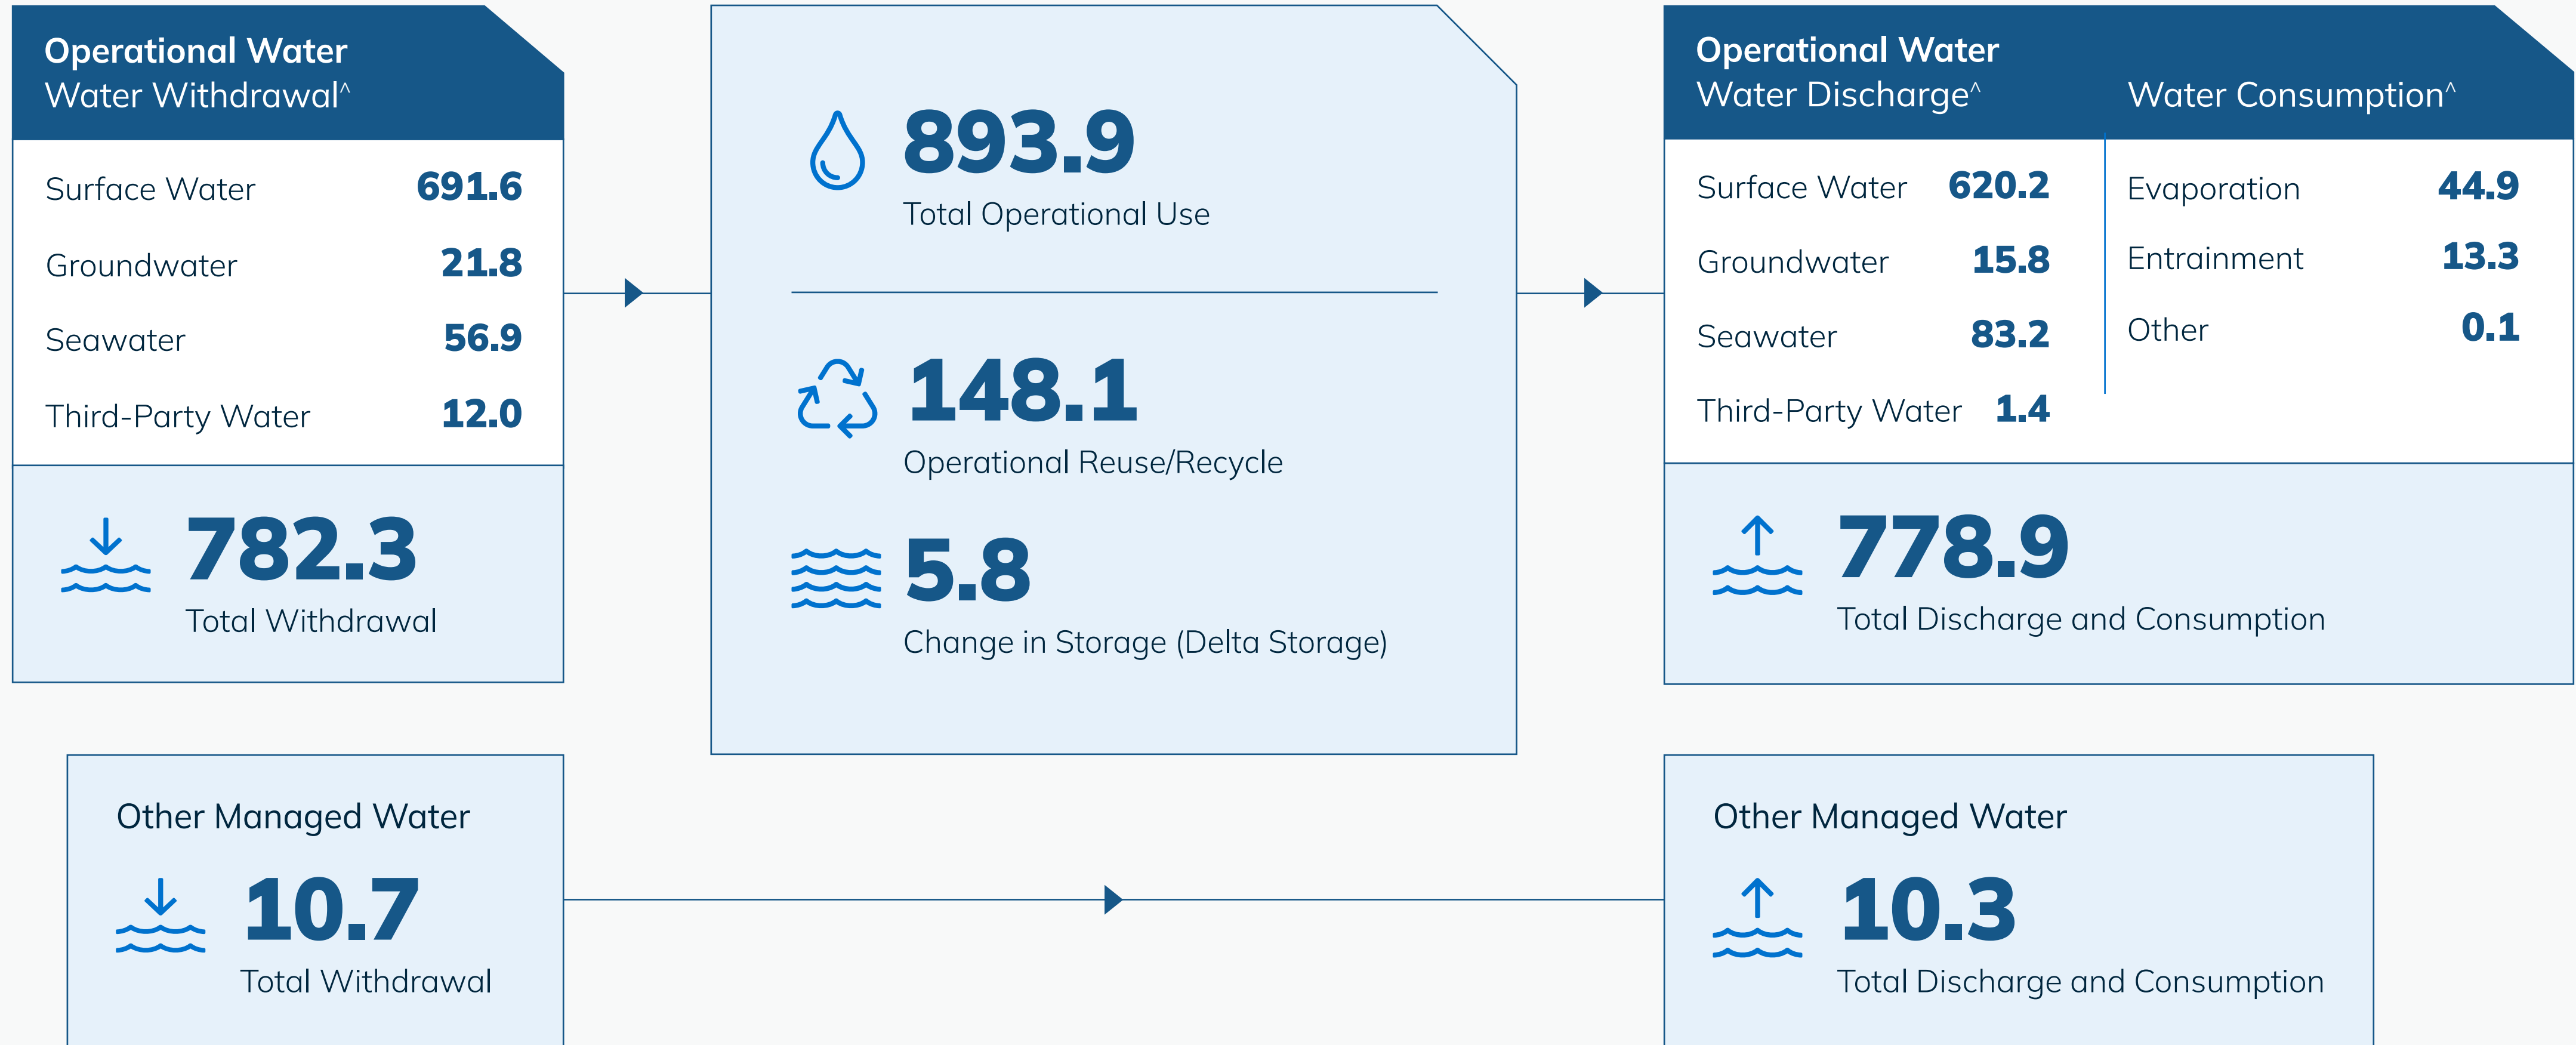 Operational Water
Water Withdrawal^
Surface Water 691.6
Groundwater 21.8
Seawater 56.9
Third-Party Water 12.0
782.3
Total Withdrawal
893.9
Total Operational Use
148.1
Operational Reuse/Recycle
5.8
Change in Storage (Delta Storage)
Operational Water
Water Discharge^
Surface Water 620.2
Groundwater 15.8
Seawater 83.2
Third-Party Water 1.4
Water Consumption^
Evaporation 44.9
Entrainment 13.3
Other 0.1
778.9
Total Discharge and Consumption
Other Managed Water
10.7
Total Withdrawal
Other Managed Water
10.3
Total Discharge and Consumption